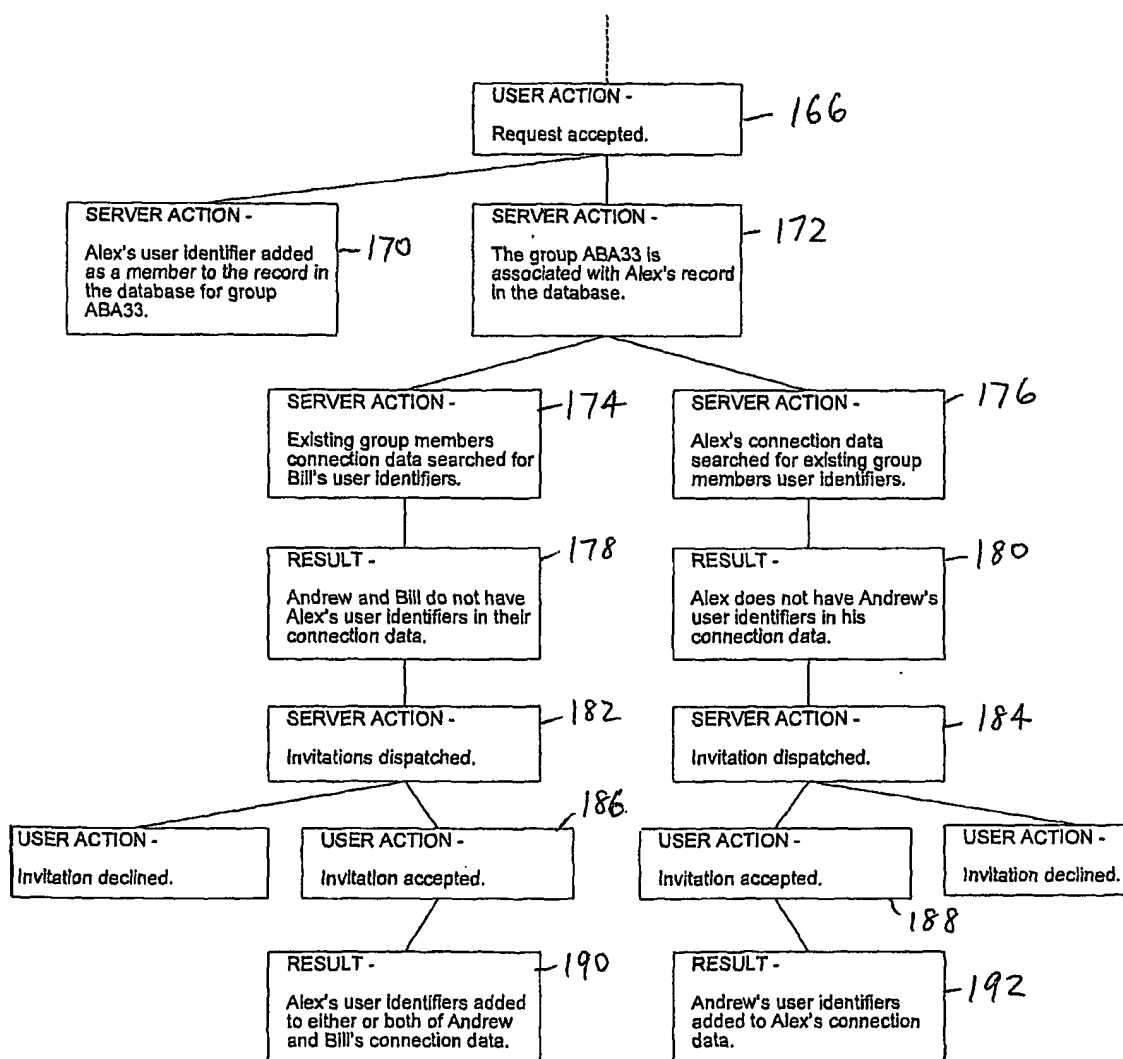 USER ACTION -
Request accepted.
166
SERVER ACTION -
Alex's user identifier added
as a member to the record in
the database for group
ABA33.
170
SERVER ACTION -
The group ABA33 is
associated with Alex's record
in the database.
172
SERVER ACTION -
Existing group members
connection data searched for
Bill's user identifiers.
174
SERVER ACTION -
Alex's connection data
searched for existing group
members user identifiers.
176
RESULT -
Andrew and Bill do not have
Alex's user identifiers in their
connection data.
178
RESULT -
Alex does not have Andrew's
user identifiers in his
connection data.
180
SERVER ACTION -
Invitations dispatched.
182
SERVER ACTION -
Invitation dispatched.
184
USER ACTION -
Invitation declined.
USER ACTION -
Invitation accepted.
186
USER ACTION -
Invitation accepted.
188
USER ACTION -
Invitation declined.
RESULT -
Alex's user identifiers added
to either or both of Andrew
and Bill's connection data.
190
RESULT -
Andrew's user identifiers
added to Alex's connection
data.
192